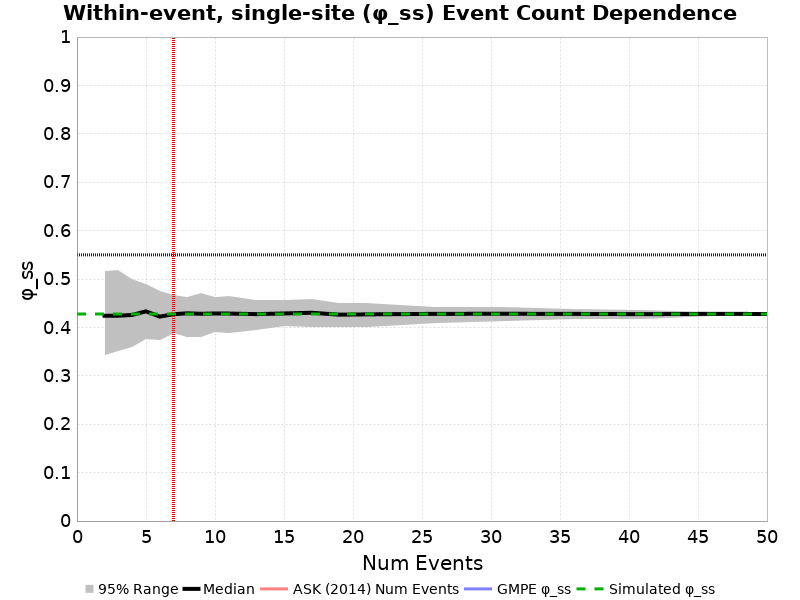 Within-event, single-site (φ_ss) Event Count Dependence
1
0.9
0.8
0.7
0.6
0.5
0.4
0.3
0.2
0.1
0
φ_ss
0 5 10 15 20 25 30 35 40 45 50
Num Events
95% Range Median ASK (2014) Num Events GMPE φ_ss Simulated φ_ss